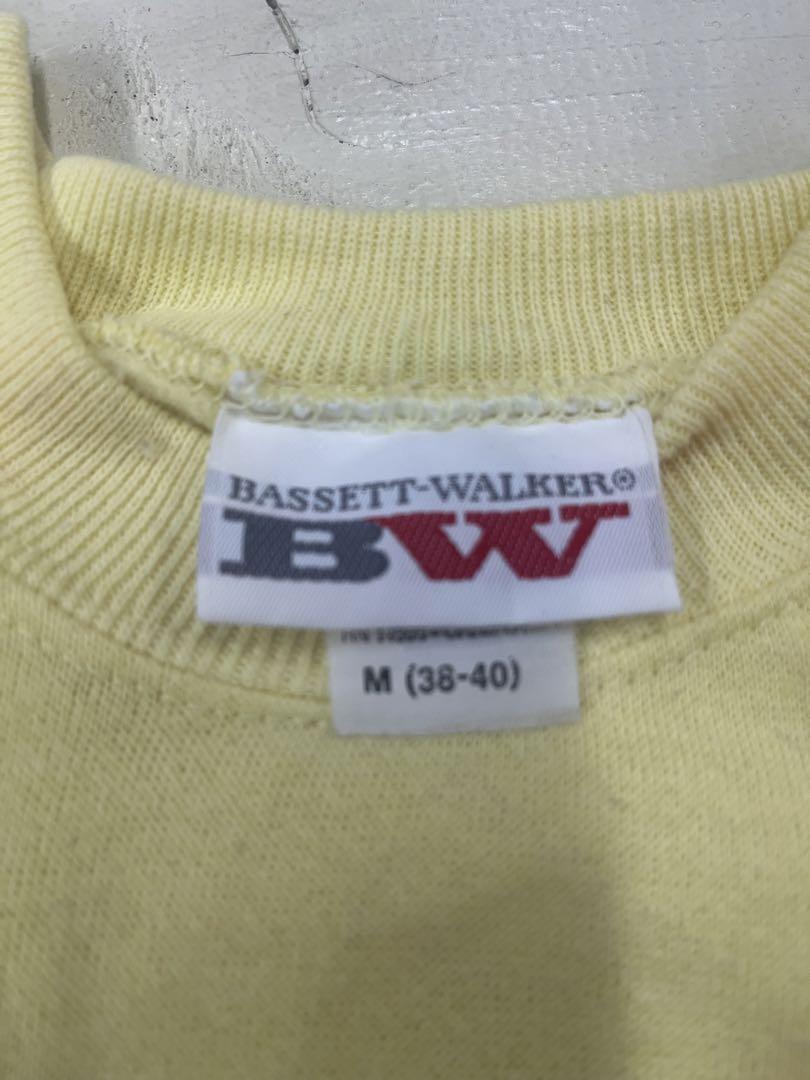 BASSETT-WALKER®
BW
M (38-40)